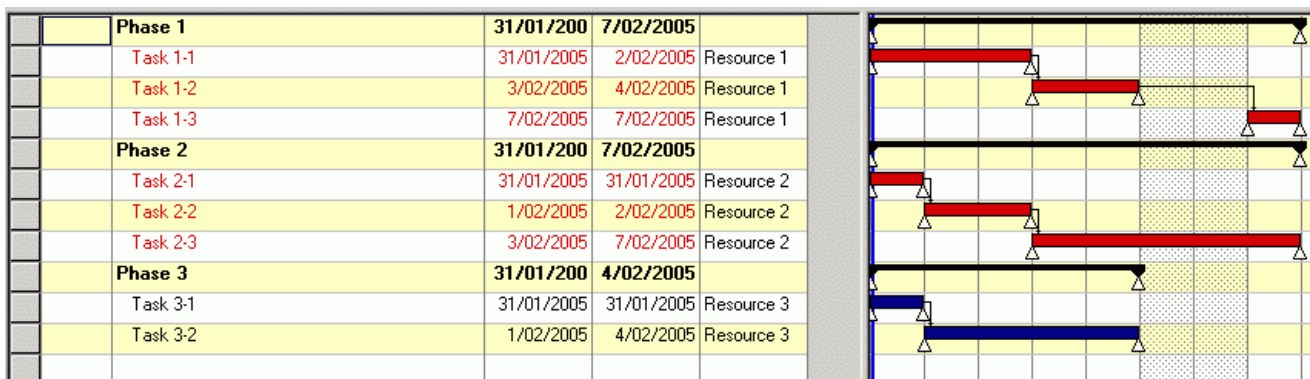 Phase 1 31/01/200 7/02/2005
Task 1-1 31/01/2005 2/02/2005 Resource 1
Task 1-2 3/02/2005 4/02/2005 Resource 1
Task 1-3 7/02/2005 7/02/2005 Resource 1
Phase 2 31/01/200 7/02/2005
Task 2-1 31/01/2005 31/01/2005 Resource 2
Task 2-2 1/02/2005 2/02/2005 Resource 2
Task 2-3 3/02/2005 7/02/2005 Resource 2
Phase 3 31/01/200 4/02/2005
Task 3-1 31/01/2005 31/01/2005 Resource 3
Task 3-2 1/02/2005 4/02/2005 Resource 3